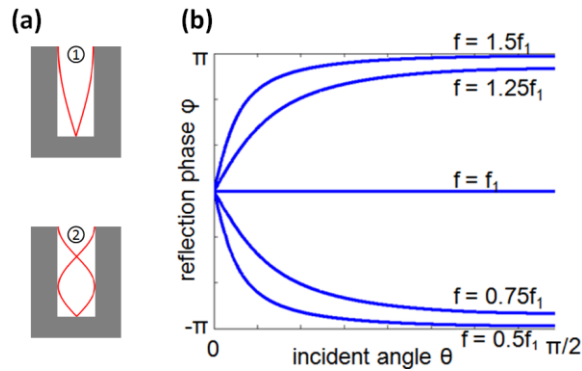 (a)
①
②
(b)
reflection phase φ
π
-π
0
incident angle θ
π/2
f = 1.5f₁
f = 1.25f₁
f = f₁
f = 0.75f₁
f = 0.5f₁